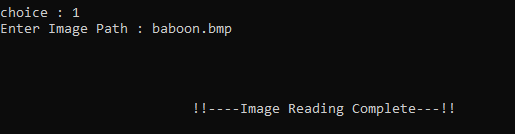 choice : 1
Enter Image Path : baboon.bmp
!!----Image Reading Complete---!!